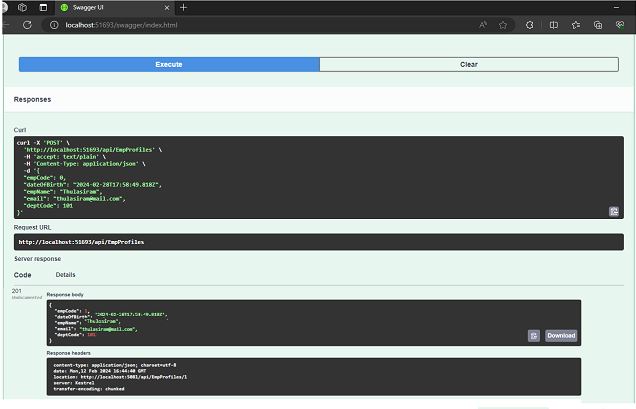 Swagger UI
localhost:51693/swagger/index.html
Execute
Clear
Responses
Curl
curl -X 'POST' \
'http://localhost:51693/api/EmpProfiles' \
-H 'accept: text/plain' \
-H 'Content-Type: application/json' \
-d '{
"empCode": 0,
"dateOfBirth": "2024-02-28T17:58:49.818Z",
"empName": "Thulasiram",
"email": "thulasiram@mail.com",
"deptCode": 101
}'
Request URL
http://localhost:51693/api/EmpProfiles
Server response
Code
Details
201
Undocumented
Response body
{
"empCode": 1,
"dateOfBirth": "2024-02-28T17:58:49.818Z",
"empName": "Thulasiram",
"email": "thulasiram@mail.com",
"deptCode": 101
}
Download
Response headers
content-type: application/json; charset=utf-8
date: Mon,12 Feb 2024 16:44:40 GMT
location: http://localhost:5081/api/EmpProfiles/1
server: Kestrel
transfer-encoding: chunked